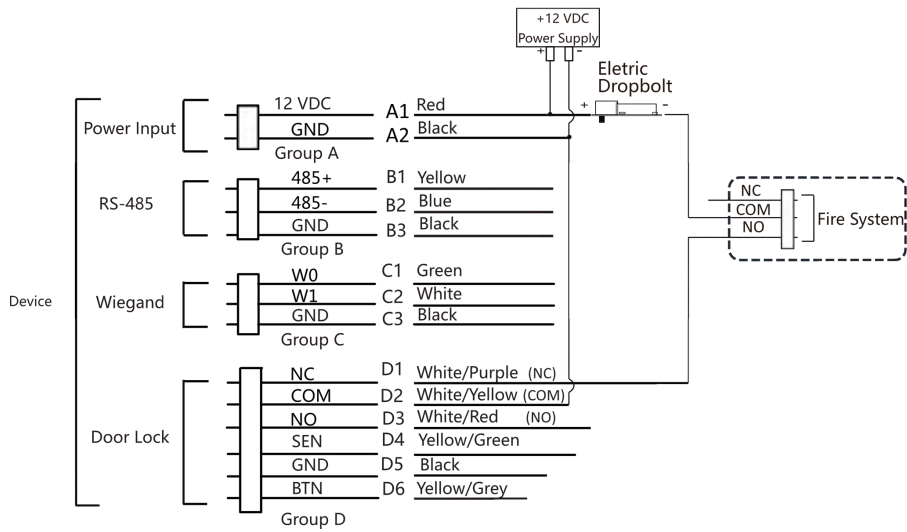 +12 VDC
Power Supply
+ -
Eletric
Dropbolt
+ -
Device
Power Input
12 VDC A1 Red
GND A2 Black
Group A
RS-485
485+ B1 Yellow
485- B2 Blue
GND B3 Black
Group B
Wiegand
W0 C1 Green
W1 C2 White
GND C3 Black
Group C
Door Lock
NC D1 White/Purple (NC)
COM D2 White/Yellow (COM)
NO D3 White/Red (NO)
SEN D4 Yellow/Green
GND D5 Black
BTN D6 Yellow/Grey
Group D
NC
COM
NO
Fire System